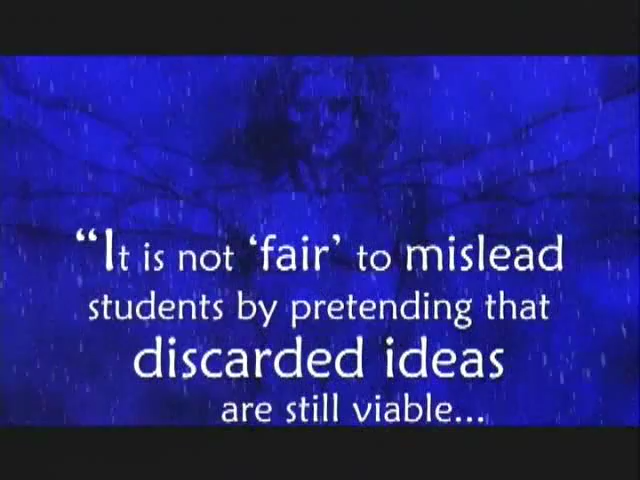 “It is not ‘fair’ to mislead
students by pretending that
discarded ideas
are still viable...